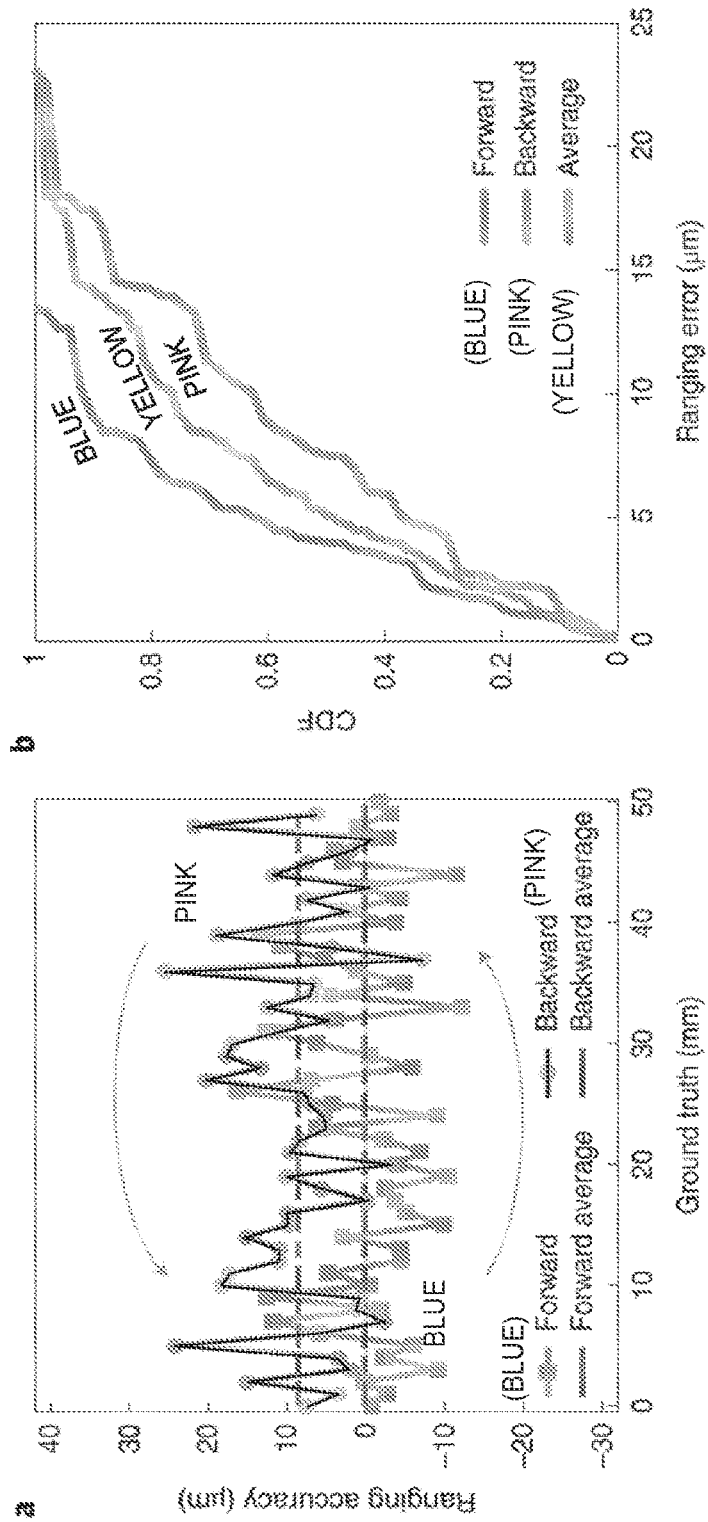 a
Ranging accuracy (μm)
40
30
20
10
0
-10
-20
-30
PINK
BLUE
(BLUE)
Forward
Backward (PINK)
Forward average
Backward average
0
10
20
30
40
50
Ground truth (mm)
b
CDF
1
0.8
0.6
0.4
0.2
0
BLUE
YELLOW
PINK
(BLUE) Forward
(PINK) Backward
(YELLOW) Average
0
5
10
15
20
25
Ranging error (μm)